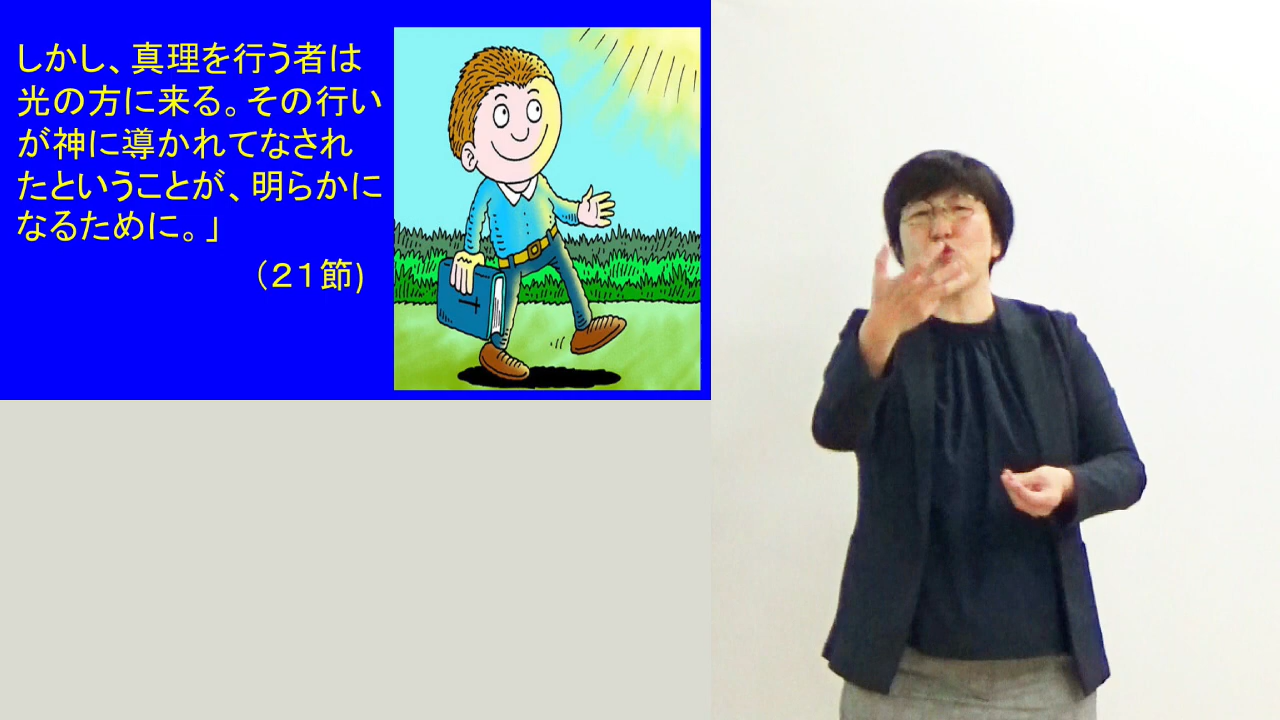 しかし、真理を行う者は
光の方に来る。その行い
が神に導かれてなされ
たということが、明らかに
なるために。」
（２１節)